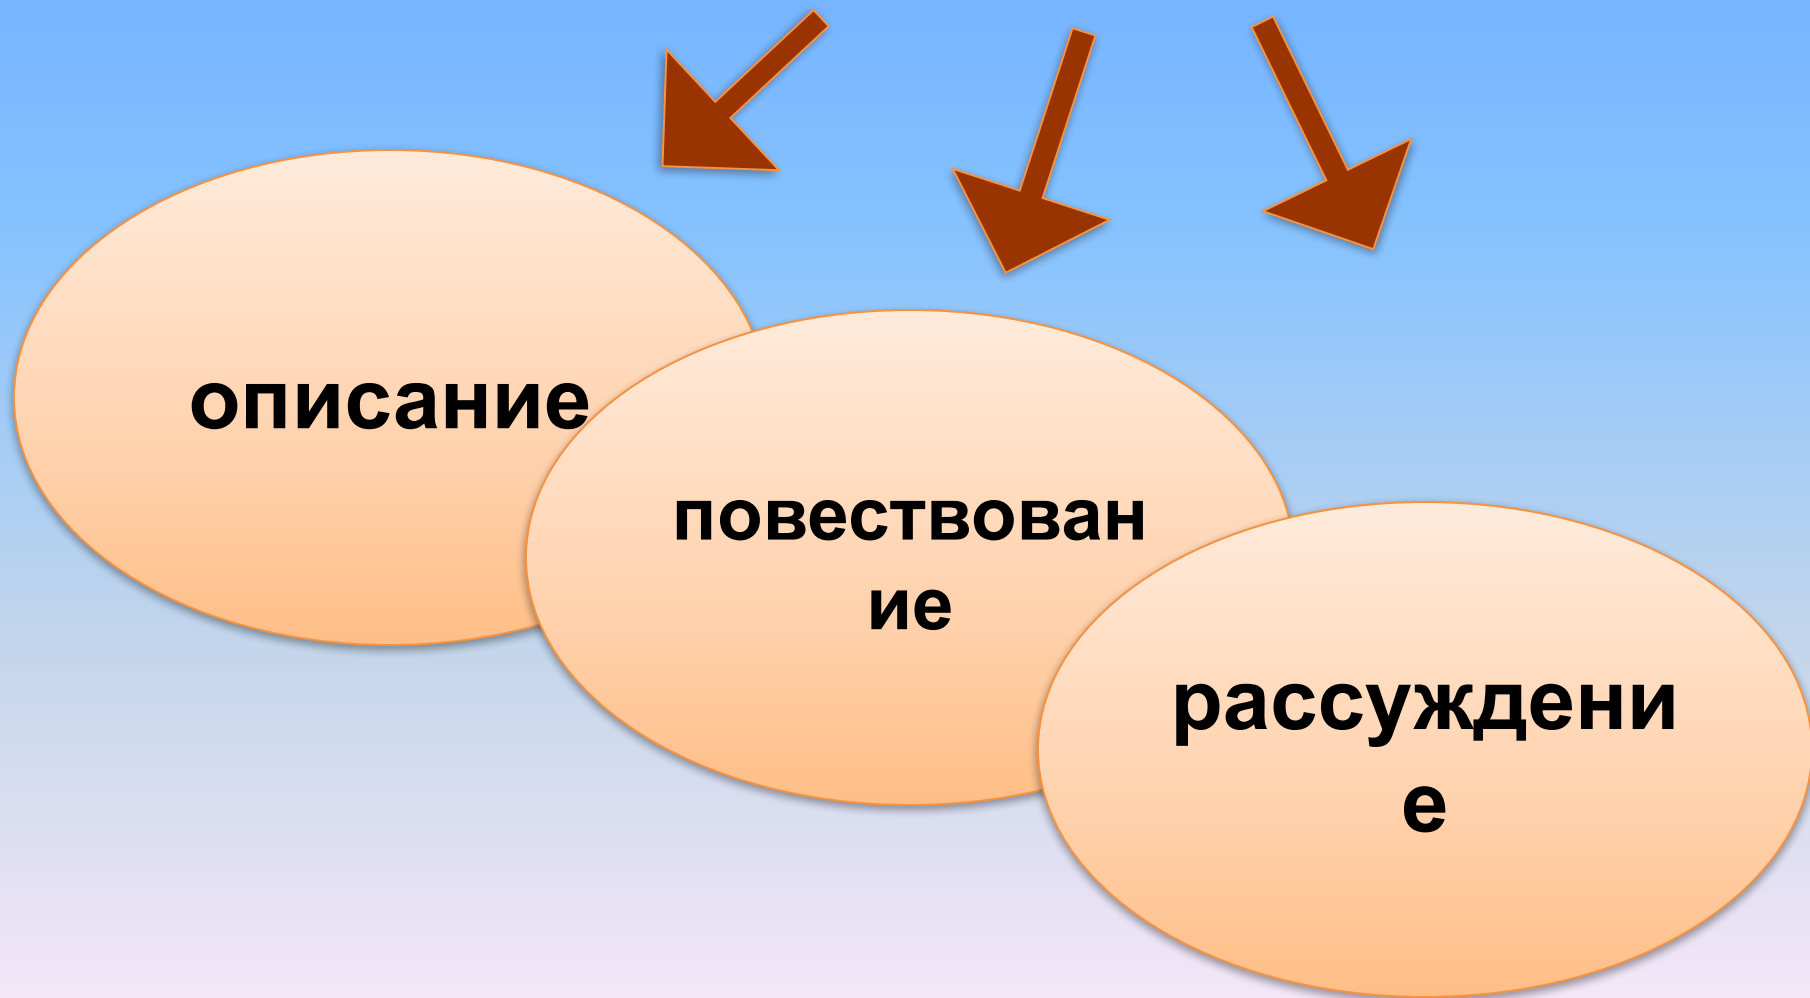 описание
повествован
ие
рассуждени
е